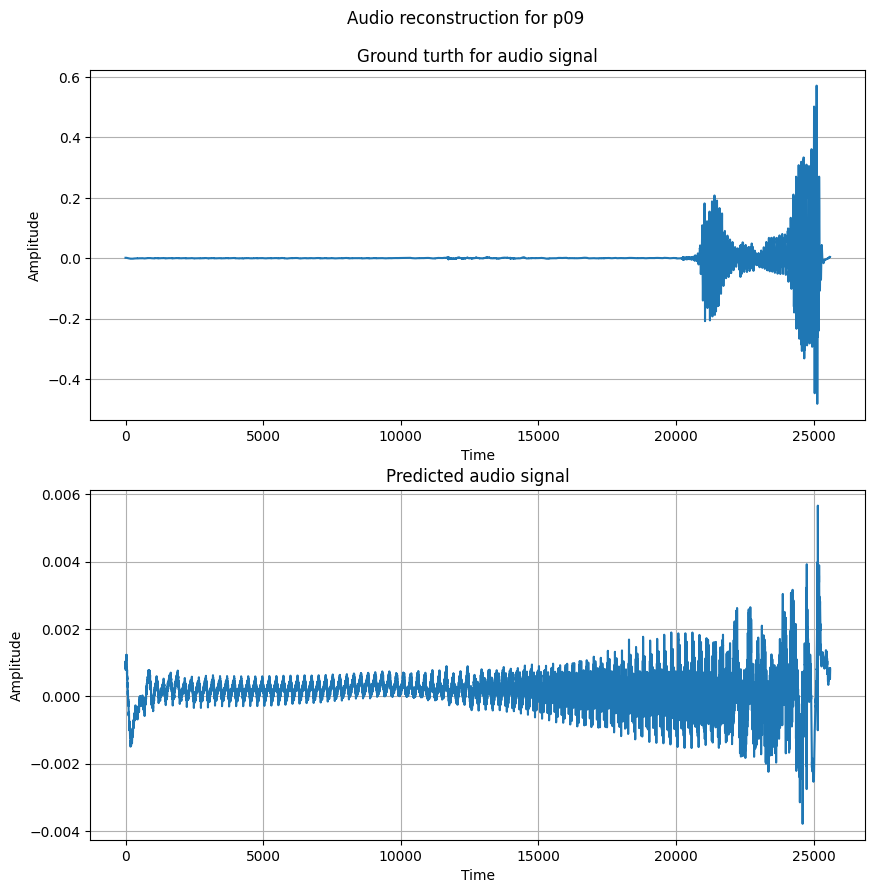 Audio reconstruction for p09
Ground turth for audio signal
0.6
0.4
0.2
0.0
−0.2
−0.4
Amplitude
0 5000 10000 15000 20000 25000
Time
Predicted audio signal
0.006
0.004
0.002
0.000
−0.002
−0.004
Amplitude
0 5000 10000 15000 20000 25000
Time